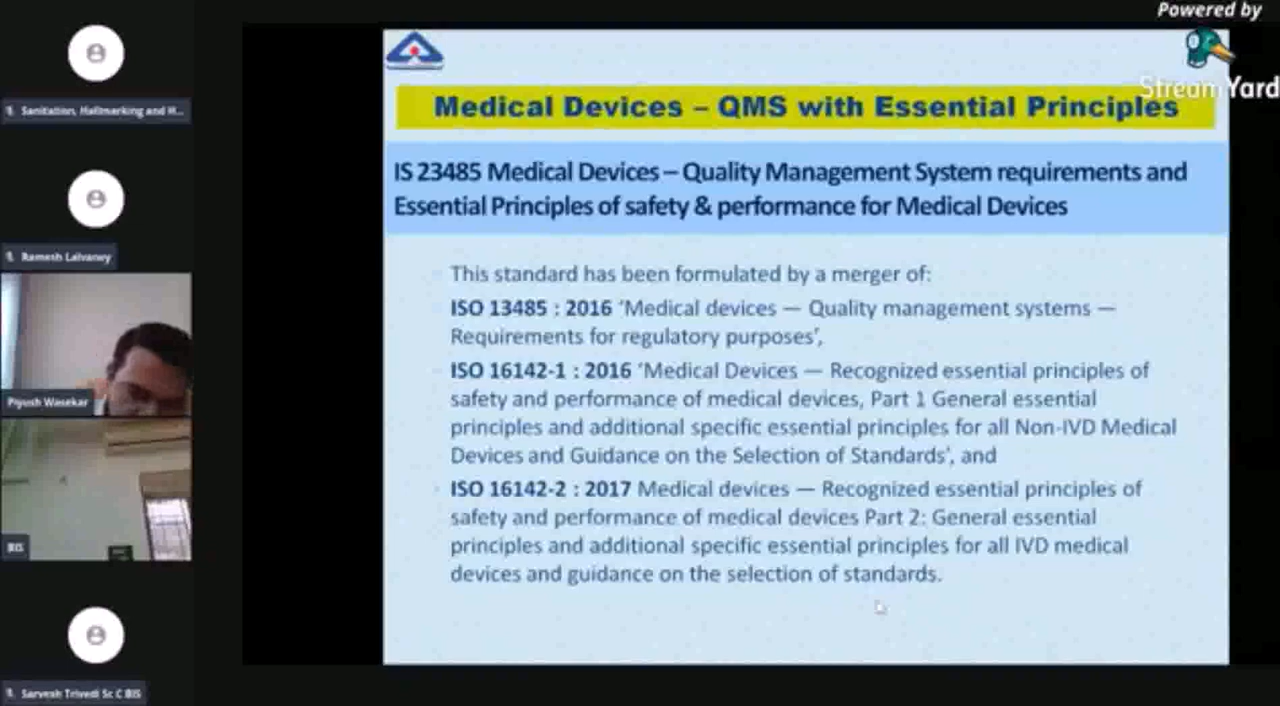 Powered by
StreamYard
Sanitation, Hallmarking and H...
Ramesh
Piyush Wasekar
BIS
Sarvesh Trivedi Sc C BIS
Medical Devices – QMS with Essential Principles
IS 23485 Medical Devices – Quality Management System requirements and
Essential Principles of safety & performance for Medical Devices
This standard has been formulated by a merger of:
ISO 13485 : 2016 ‘Medical devices — Quality management systems —
Requirements for regulatory purposes’,
ISO 16142-1 : 2016 ‘Medical Devices — Recognized essential principles of
safety and performance of medical devices, Part 1 General essential
principles and additional specific essential principles for all Non-IVD Medical
Devices and Guidance on the Selection of Standards’, and
ISO 16142-2 : 2017 Medical devices — Recognized essential principles of
safety and performance of medical devices Part 2: General essential
principles and additional specific essential principles for all IVD medical
devices and guidance on the selection of standards.